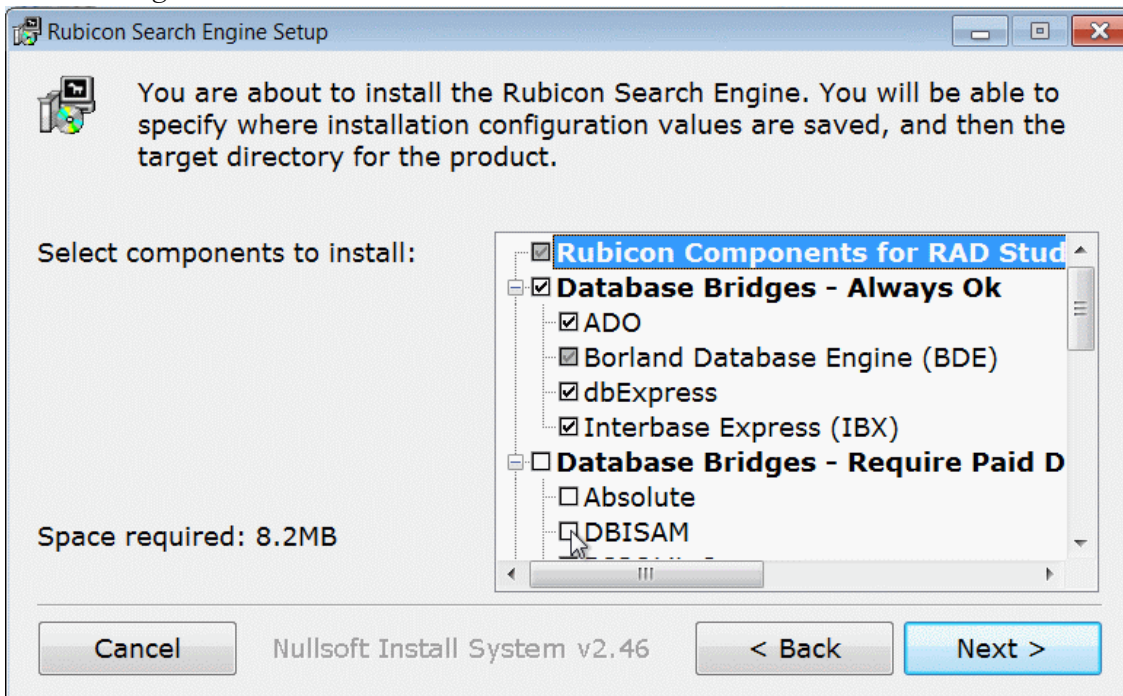 Rubicon Search Engine Setup
You are about to install the Rubicon Search Engine. You will be able to
specify where installation configuration values are saved, and then the
target directory for the product.
Select components to install:
Rubicon Components for RAD Stud
Database Bridges - Always Ok
ADO
Borland Database Engine (BDE)
dbExpress
Interbase Express (IBX)
Database Bridges - Require Paid D
Absolute
DBISAM
Space required: 8.2MB
Cancel
Nullsoft Install System v2.46
< Back
Next >